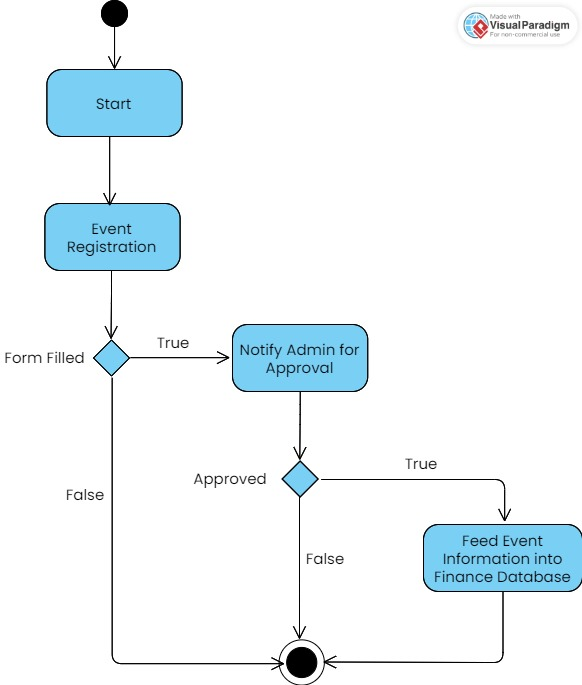 Made with
Visual Paradigm
For non-commercial use
Start
Event
Registration
Form Filled
True
Notify Admin for
Approval
False
Approved
True
False
Feed Event
Information into
Finance Database